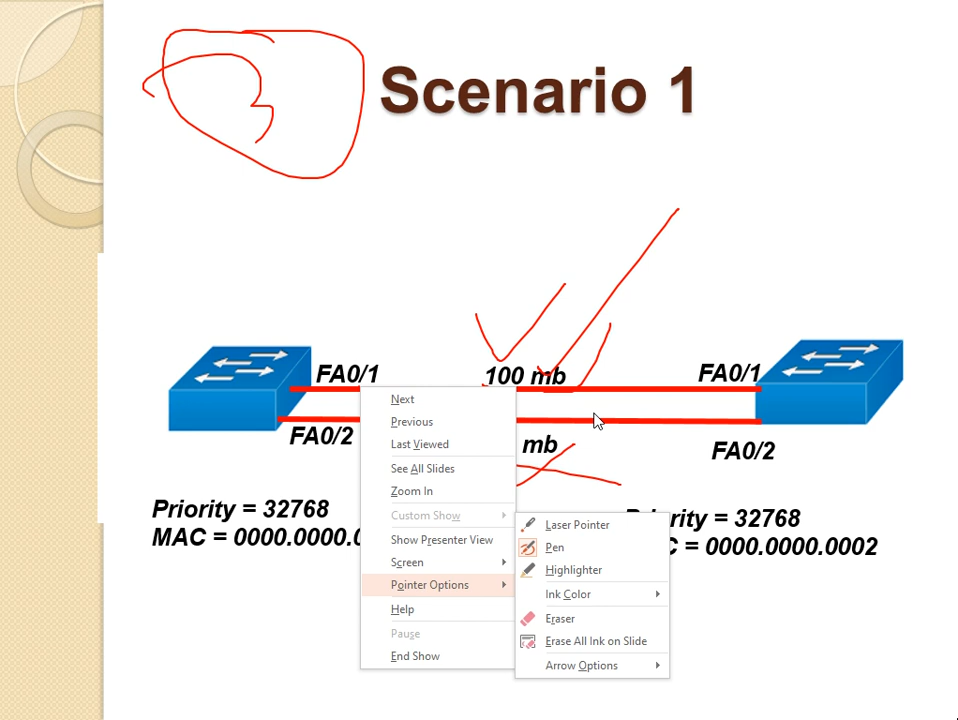 Scenario 1
FA0/1
100 mb
FA0/1
FA0/2
mb
FA0/2
Priority = 32768
MAC = 0000.0000.0
rity = 32768
C = 0000.0000.0002
Next
Previous
Last Viewed
See All Slides
Zoom In
Custom Show
Show Presenter View
Screen
Pointer Options
Help
Pause
End Show
Laser Pointer
Pen
Highlighter
Ink Color
Eraser
Erase All Ink on Slide
Arrow Options